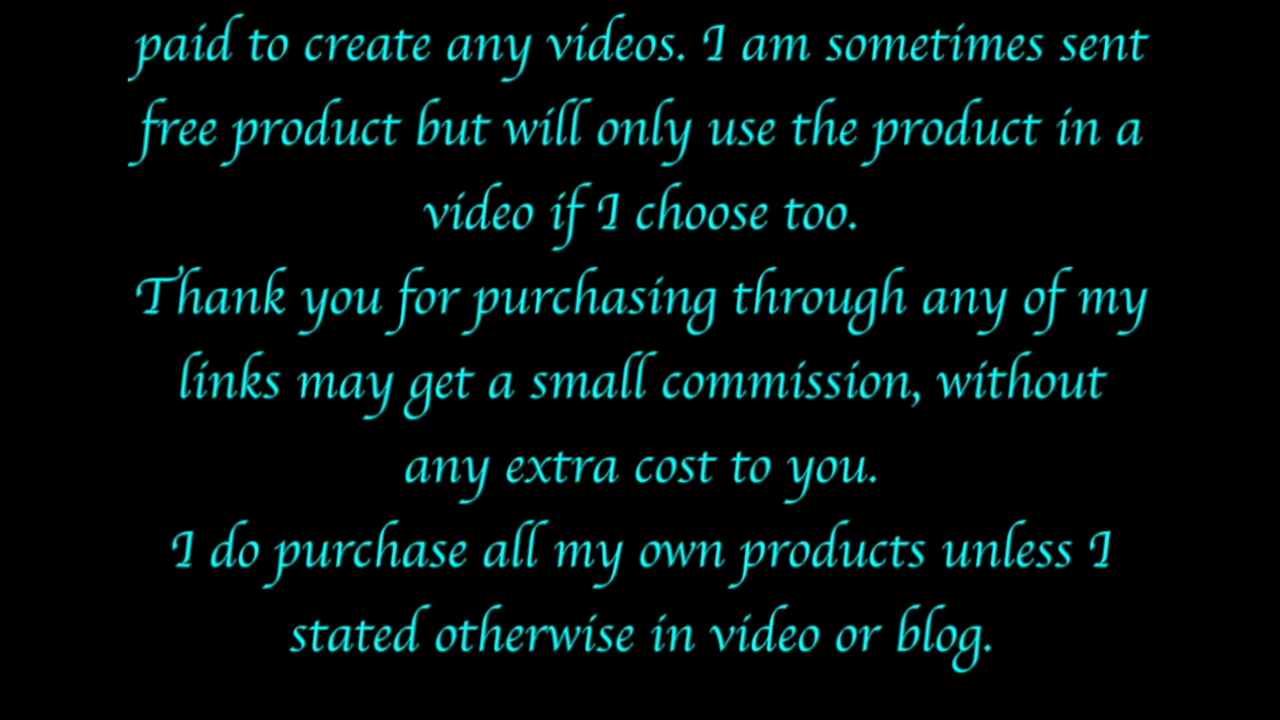 paid to create any videos. I am sometimes sent
free product but will only use the product in a
video if I choose too.
Thank you for purchasing through any of my
links may get a small commission, without
any extra cost to you.
I do purchase all my own products unless I
stated otherwise in video or blog.